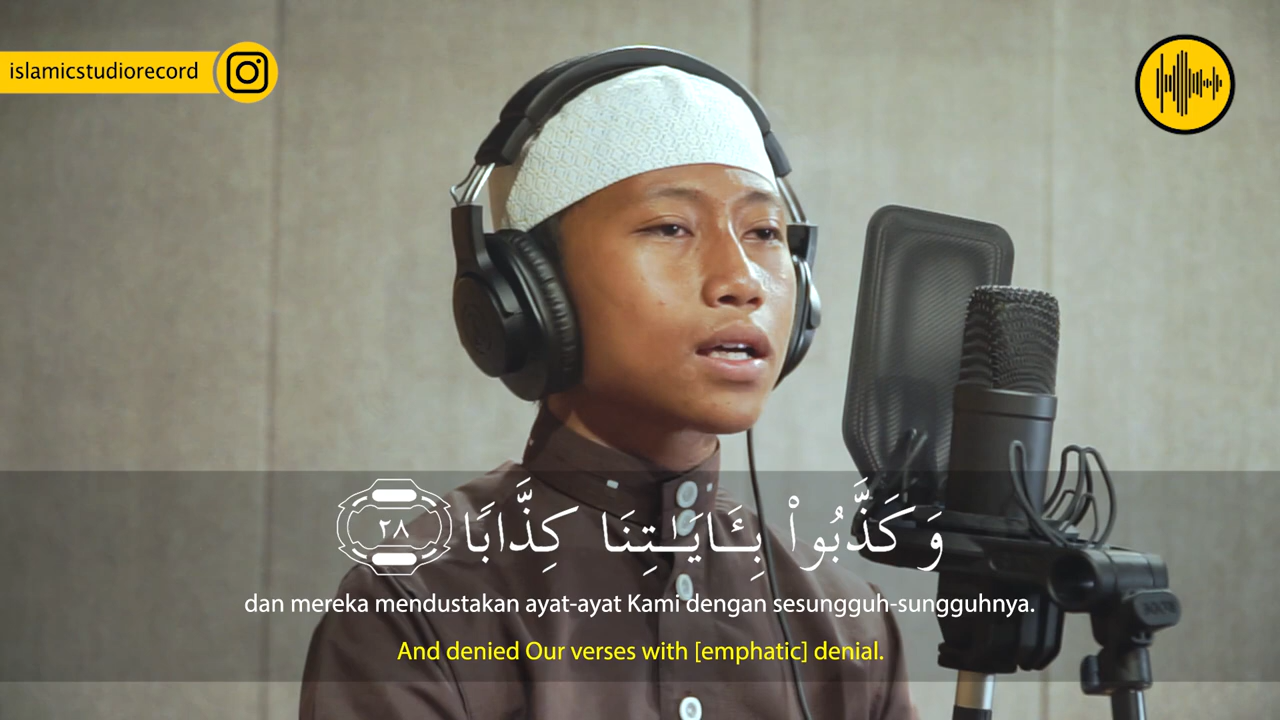 islamicstudiorecord
وَكَذَّبُوا۟ بِـَٔايَـٰتِنَا كِذَّابًا ٢٨
dan mereka mendustakan ayat-ayat Kami dengan sesungguh-sungguhnya.
And denied Our verses with [emphatic] denial.